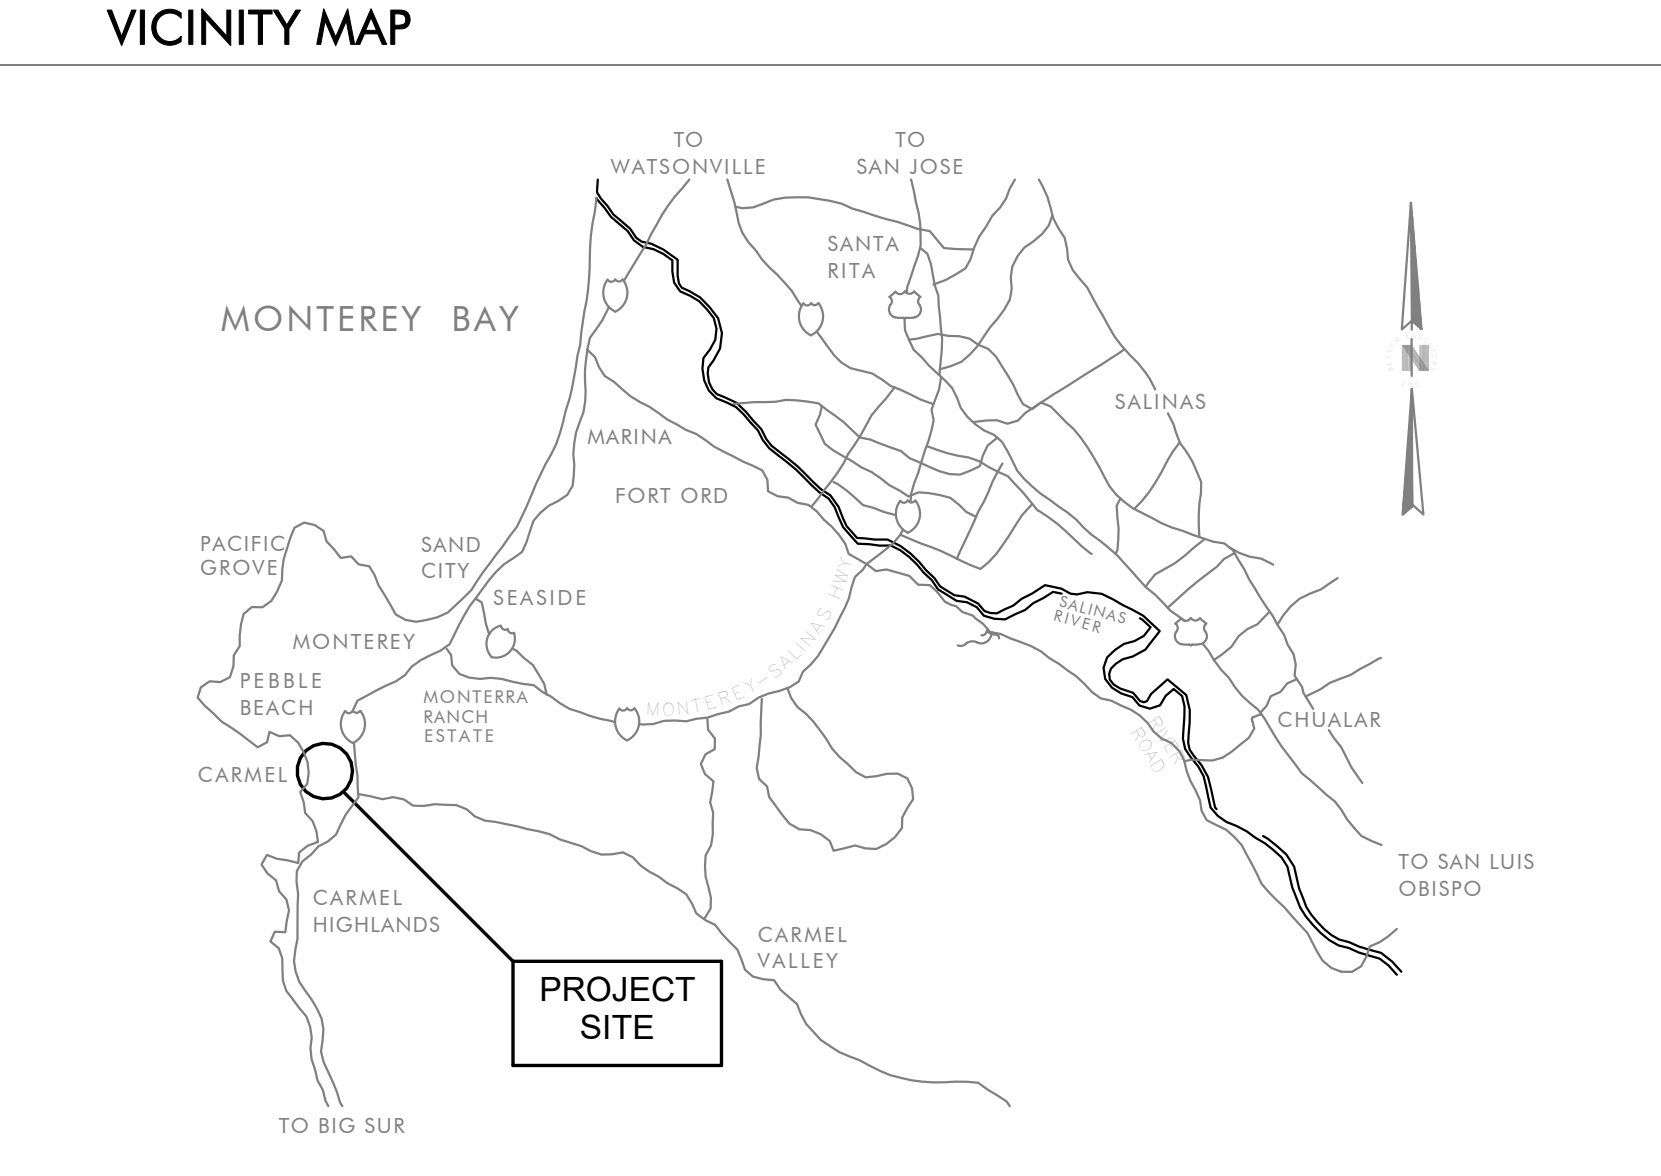 VICINITY MAP
TO
WATSONVILLE
TO
SAN JOSE
SANTA
RITA
MONTEREY BAY
N
SALINAS
MARINA
FORT ORD
PACIFIC
GROVE
SAND
CITY
SEASIDE
MONTEREY-SALINAS HWY
SALINAS
RIVER
MONTEREY
PEBBLE
BEACH
MONTERRA
RANCH
ESTATE
RIVER
ROAD
CHUALAR
CARMEL
TO SAN LUIS
OBISPO
CARMEL
HIGHLANDS
CARMEL
VALLEY
PROJECT
SITE
TO BIG SUR